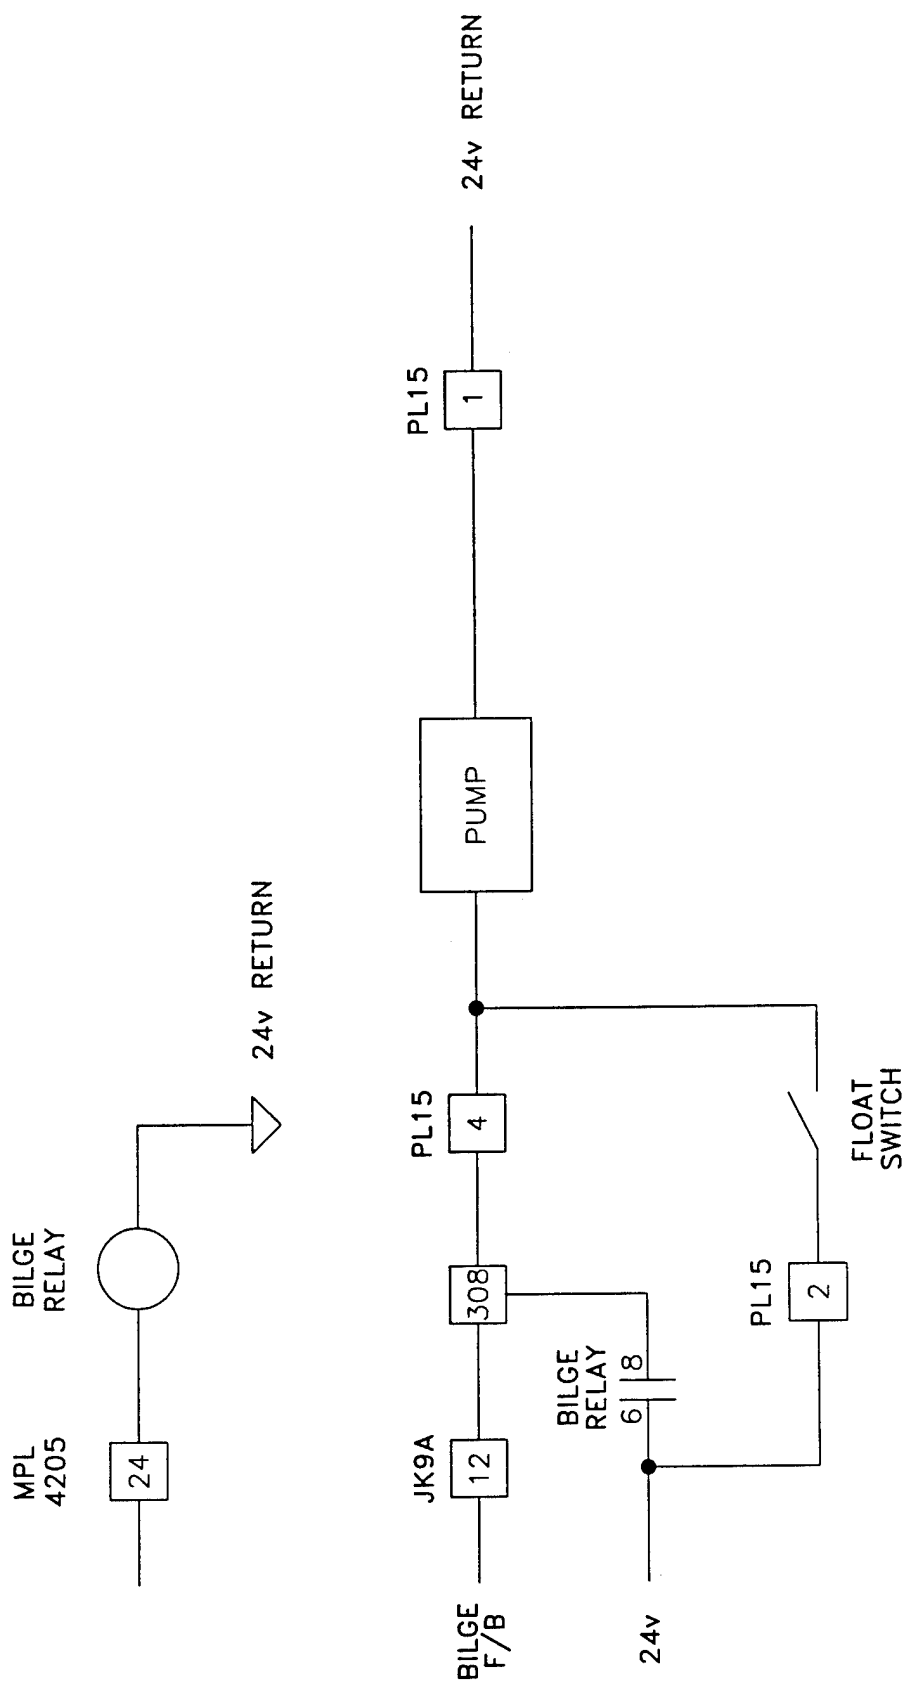 MPL
4205
24
BILGE
RELAY
24v RETURN
BILGE
F/B
JK9A
12
308
PL15
4
PUMP
PL15
1
24v RETURN
24v
BILGE
RELAY
6
8
PL15
2
FLOAT
SWITCH